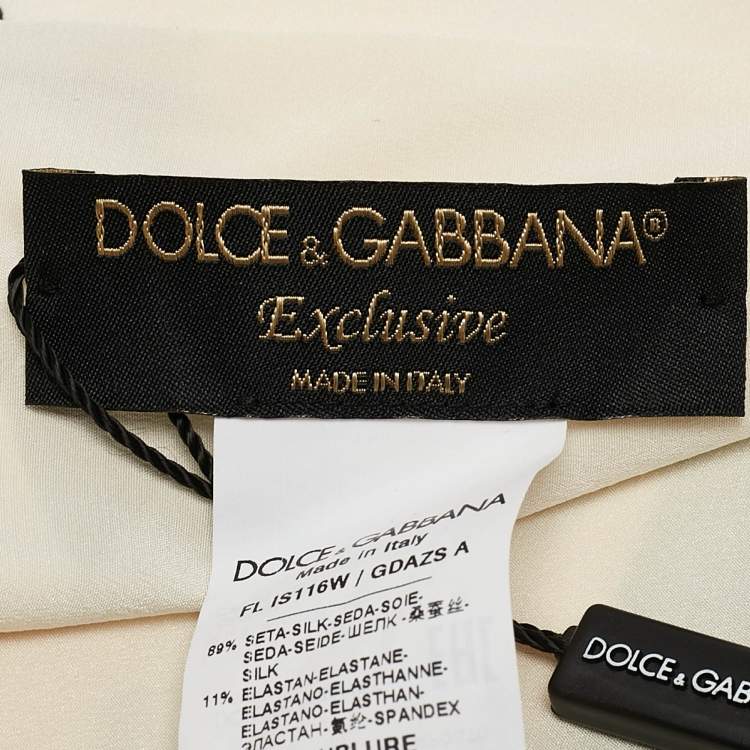 DOLCE & GABBANA®
Exclusive
MADE IN ITALY
DOLCE & GABBANA
Made in Italy
FL IS116W / GDAZS A
89% SETA-SILK-SEDA-SOIE-
SEDA-SEIDE-ШЕЛК-桑蚕丝-
SILK
11% ELASTAN-ELASTANE-
ELASTANO-ELASTHANNE-
ELASTANO-ELASTHAN-
ЭЛАСТАН-氨纶-SPANDEX
DOLCE & GAB